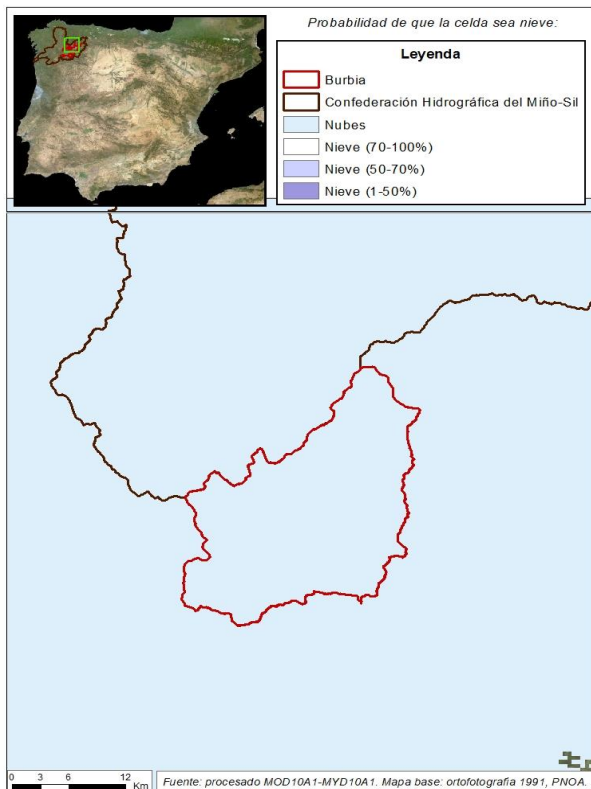 Probabilidad de que la celda sea nieve:
Leyenda
Burbia
Confederación Hidrográfica del Miño-Sil
Nubes
Nieve (70-100%)
Nieve (50-70%)
Nieve (1-50%)
0 3 6 12
Km
Fuente: procesado MOD10A1-MYD10A1. Mapa base: ortofotografía 1991, PNOA.